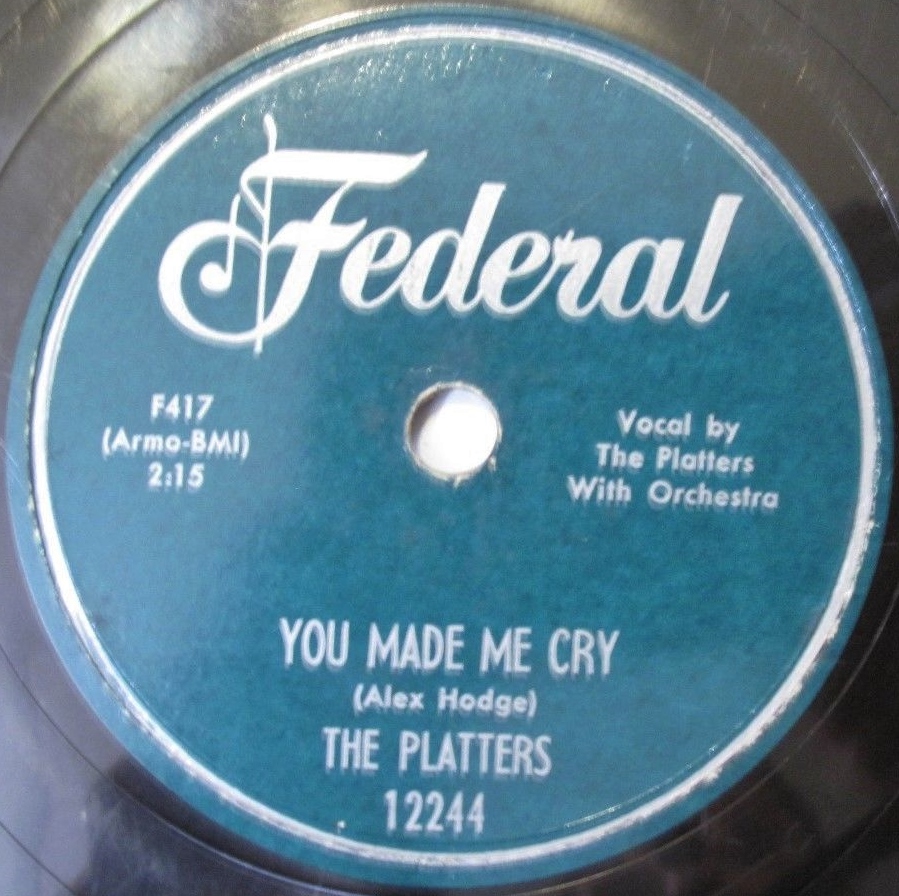 Federal
F417
(Armo-BMI)
2:15
Vocal by
The Platters
With Orchestra
YOU MADE ME CRY
(Alex Hodge)
THE PLATTERS
12244